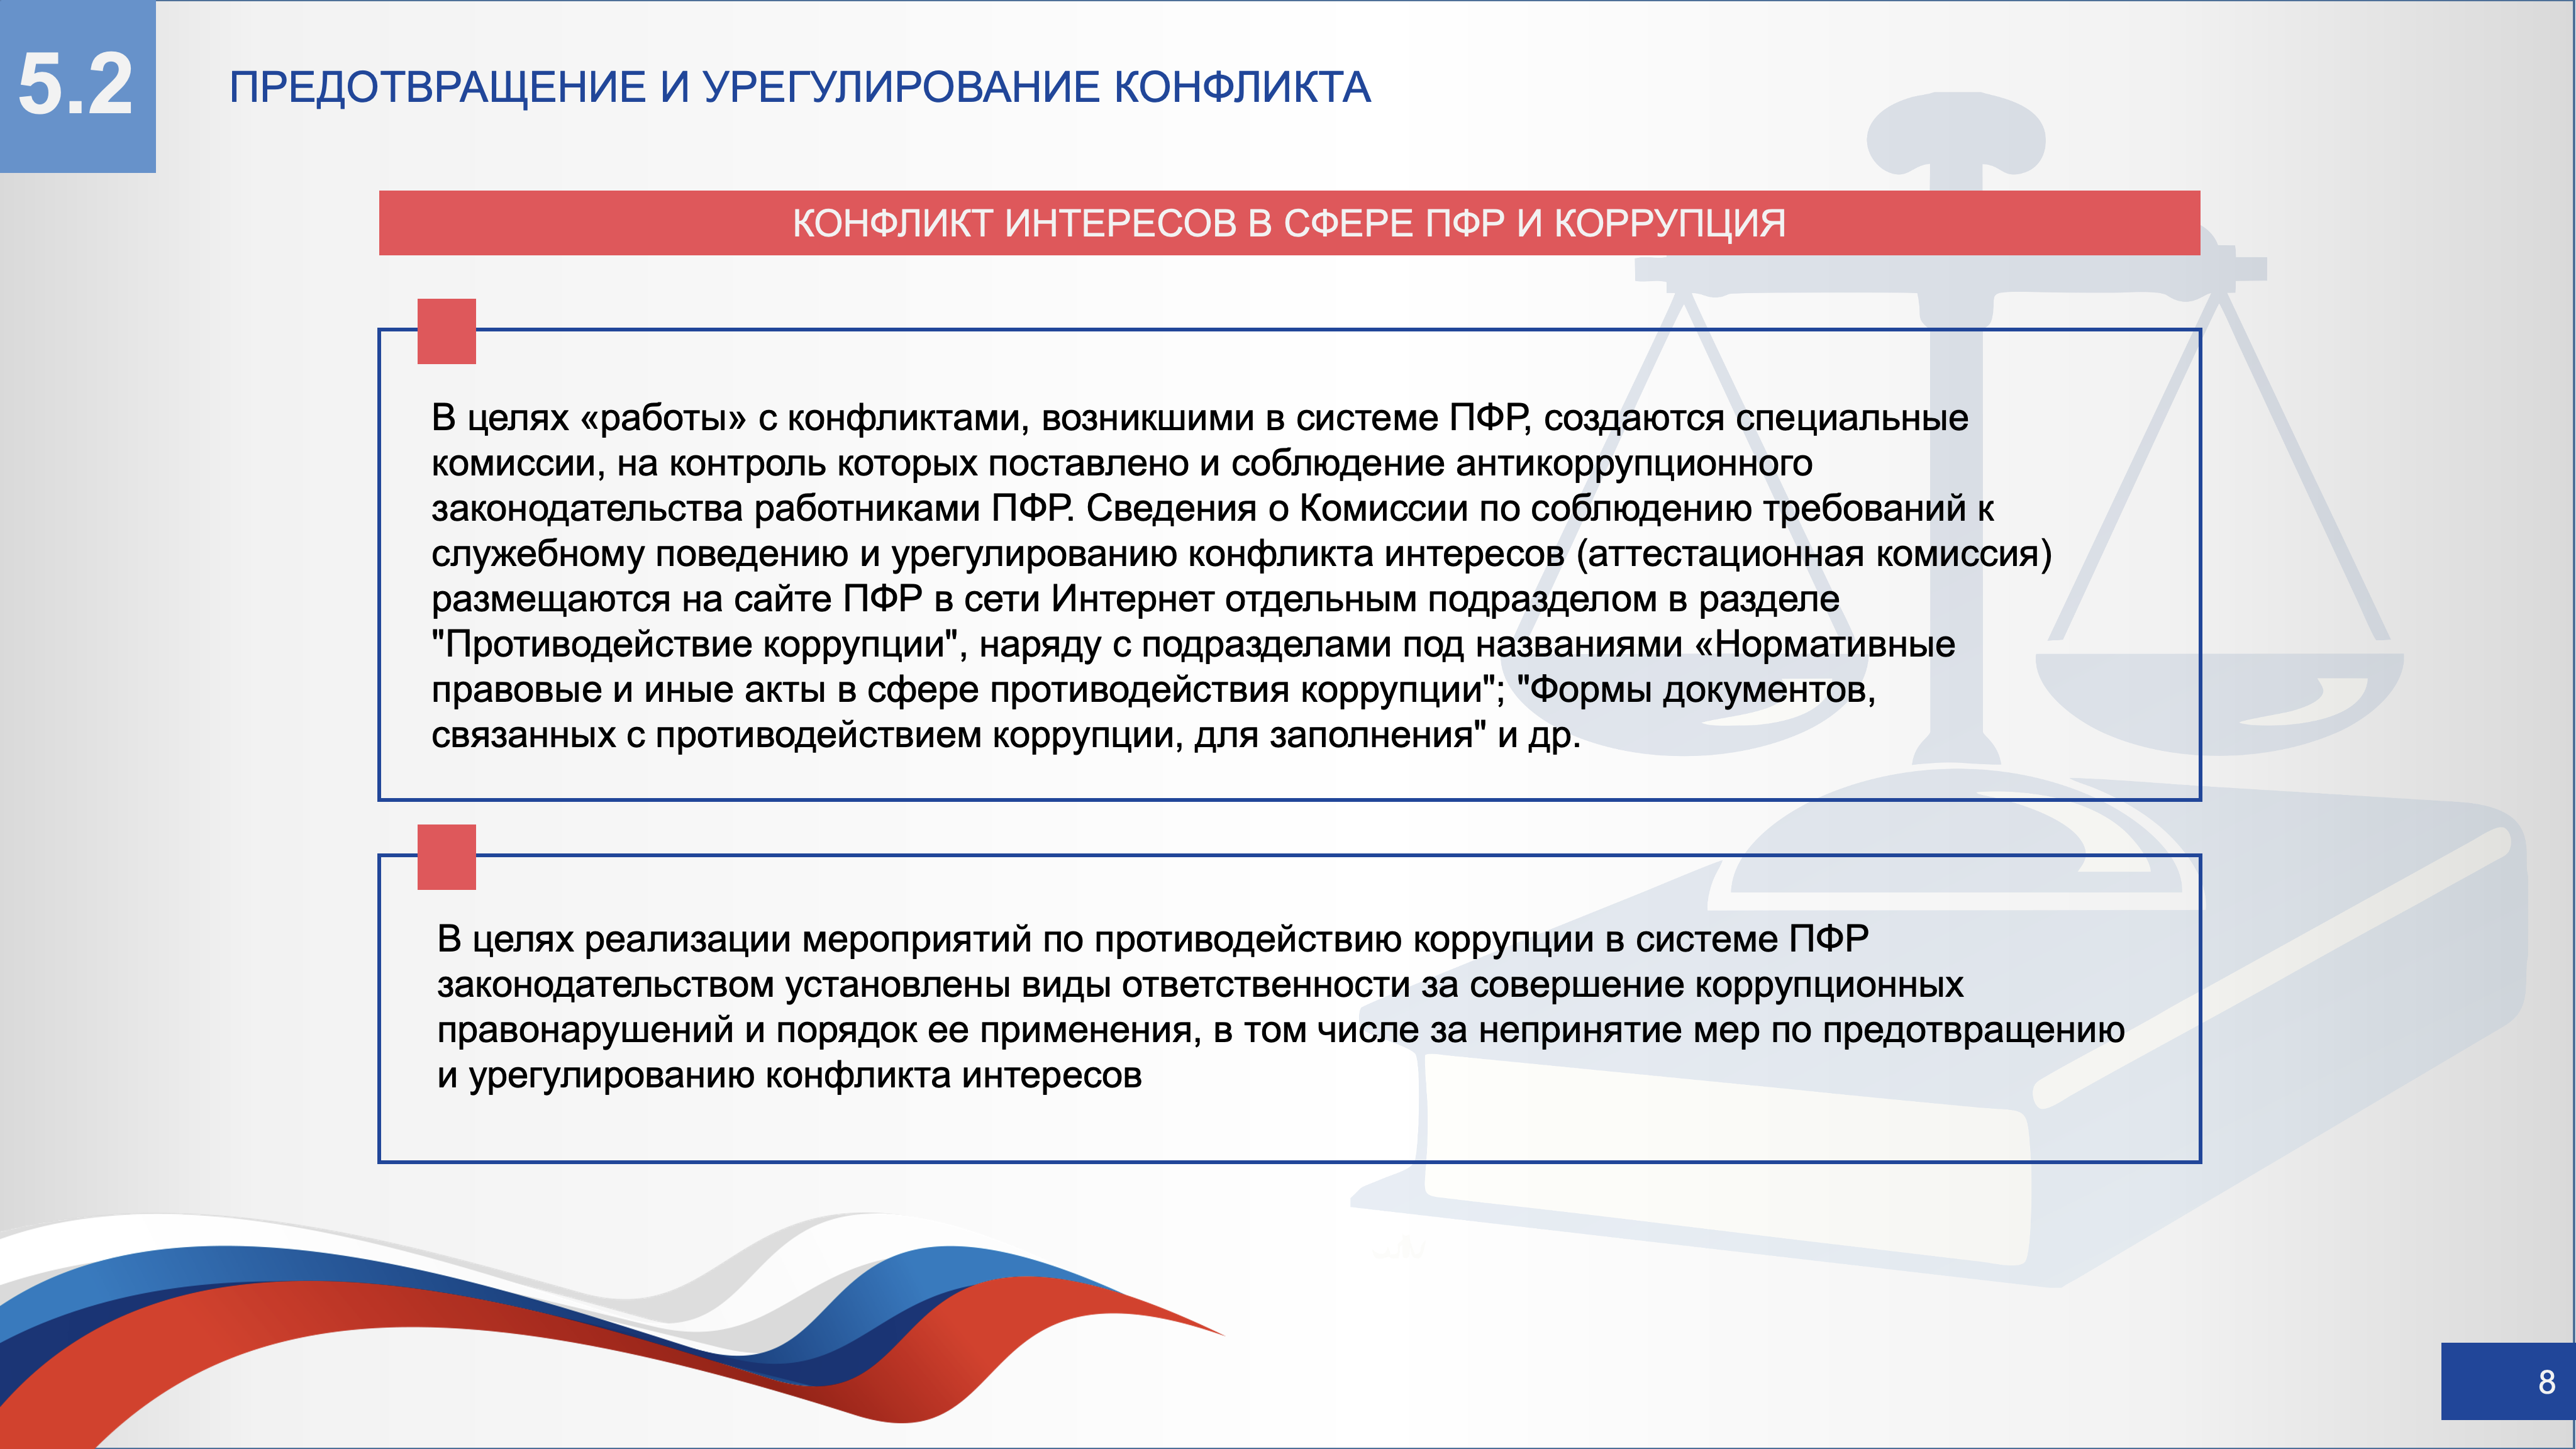 5.2
ПРЕДОТВРАЩЕНИЕ И УРЕГУЛИРОВАНИЕ КОНФЛИКТА
КОНФЛИКТ ИНТЕРЕСОВ В СФЕРЕ ПФР И КОРРУПЦИЯ
В целях «работы» с конфликтами, возникшими в системе ПФР, создаются специальные
комиссии, на контроль которых поставлено и соблюдение антикоррупционного
законодательства работниками ПФР. Сведения о Комиссии по соблюдению требований к
служебному поведению и урегулированию конфликта интересов (аттестационная комиссия)
размещаются на сайте ПФР в сети Интернет отдельным подразделом в разделе
"Противодействие коррупции", наряду с подразделами под названиями «Нормативные
правовые и иные акты в сфере противодействия коррупции"; "Формы документов,
связанных с противодействием коррупции, для заполнения" и др.
В целях реализации мероприятий по противодействию коррупции в системе ПФР
законодательством установлены виды ответственности за совершение коррупционных
правонарушений и порядок ее применения, в том числе за непринятие мер по предотвращению
и урегулированию конфликта интересов
8